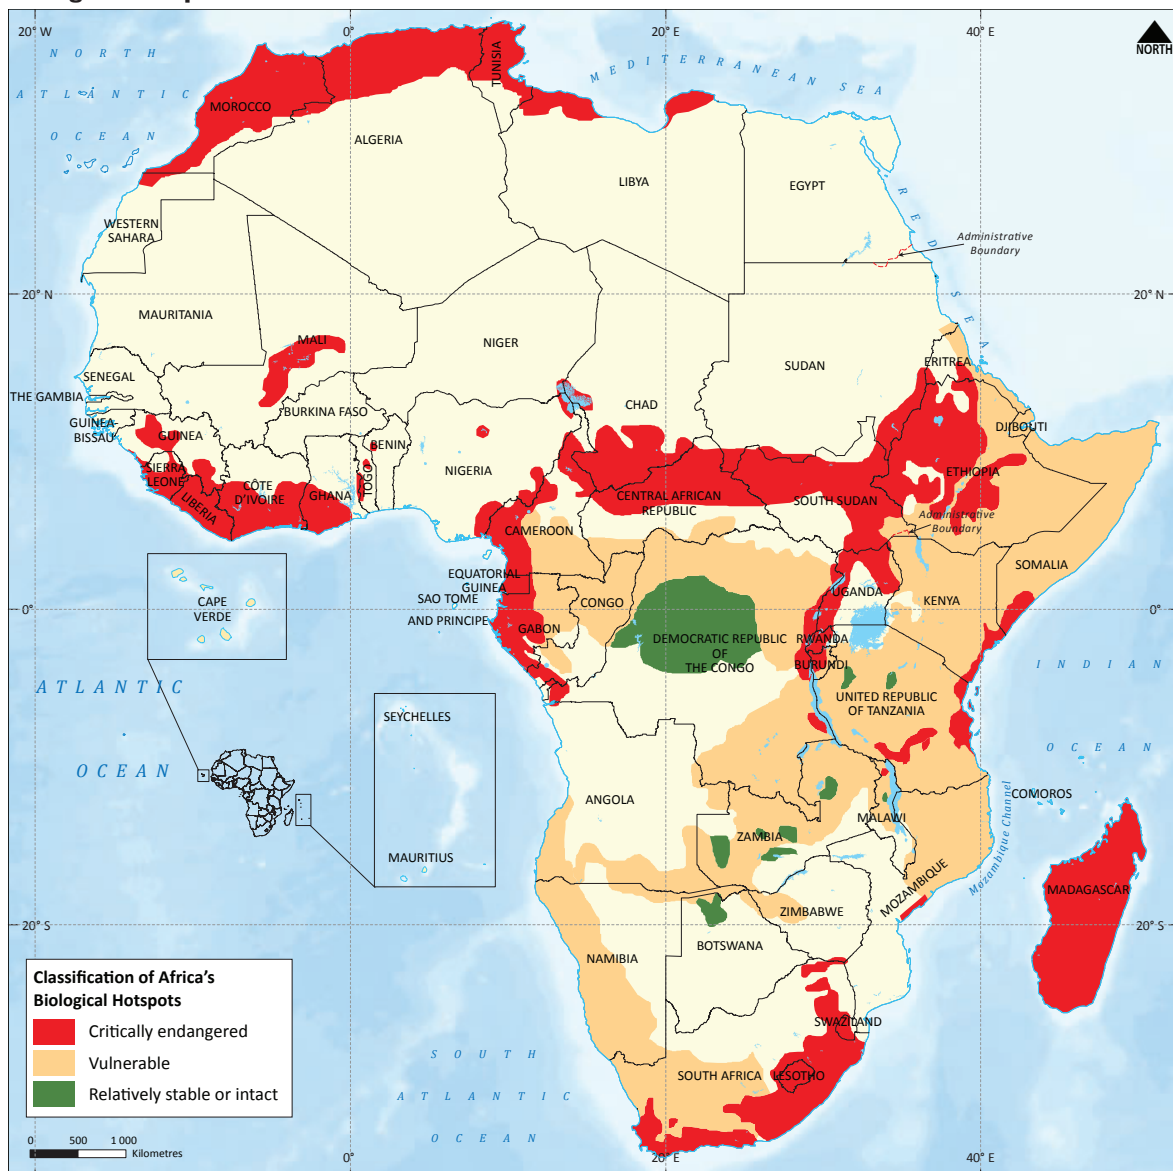 20° W
0°
20° E
40° E
NORTH
N O R T H
A T L Á N T I C
O C E A N
M E D I T E R R A N E A N S E A
TUNISIA
MOROCCO
ALGERIA
LIBYA
EGYPT
WESTERN
SAHARA
R E D S E A
Administrative
Boundary
20° N
20° N
MAURITANIA
MALI
NIGER
SUDAN
ERITREA
SENEGAL
THE GAMBIA
CHAD
BURKINA FASO
GUINEA
BISSAU
GUINEA
BENIN
DJIBOUTI
NIGERIA
SIERRA
LEONE
CÔTE
D'IVOIRE
GHANA
TOGO
ETHIOPIA
CENTRAL AFRICAN
REPUBLIC
SOUTH SUDAN
LIBERIA
Administrative
Boundary
CAMEROON
SOMALIA
EQUATORIAL
GUINEA
UGANDA
CAPE
VERDE
SAO TOME
AND PRINCIPE
CONGO
KENYA
0°
0°
GABON
DEMOCRATIC REPUBLIC
OF
THE CONGO
RWANDA
BURUNDI
I N D I A N
A T L A N T I C
UNITED REPUBLIC
OF TANZANIA
SEYCHELLES
O C E A N
O C E A N
COMOROS
ANGOLA
MALAWI
ZAMBIA
Mozambique Channel
MAURITIUS
MADAGASCAR
MOZAMBIQUE
ZIMBABWE
20° S
20° S
BOTSWANA
NAMIBIA
Classification of Africa's
Biological Hotspots
Critically endangered
Vulnerable
Relatively stable or intact
SWAZILAND
S O U T H
A T L A N T I C
O C E A N
SOUTH AFRICA
LESOTHO
0 500 1 000
Kilometres
0°
20° E
40° E